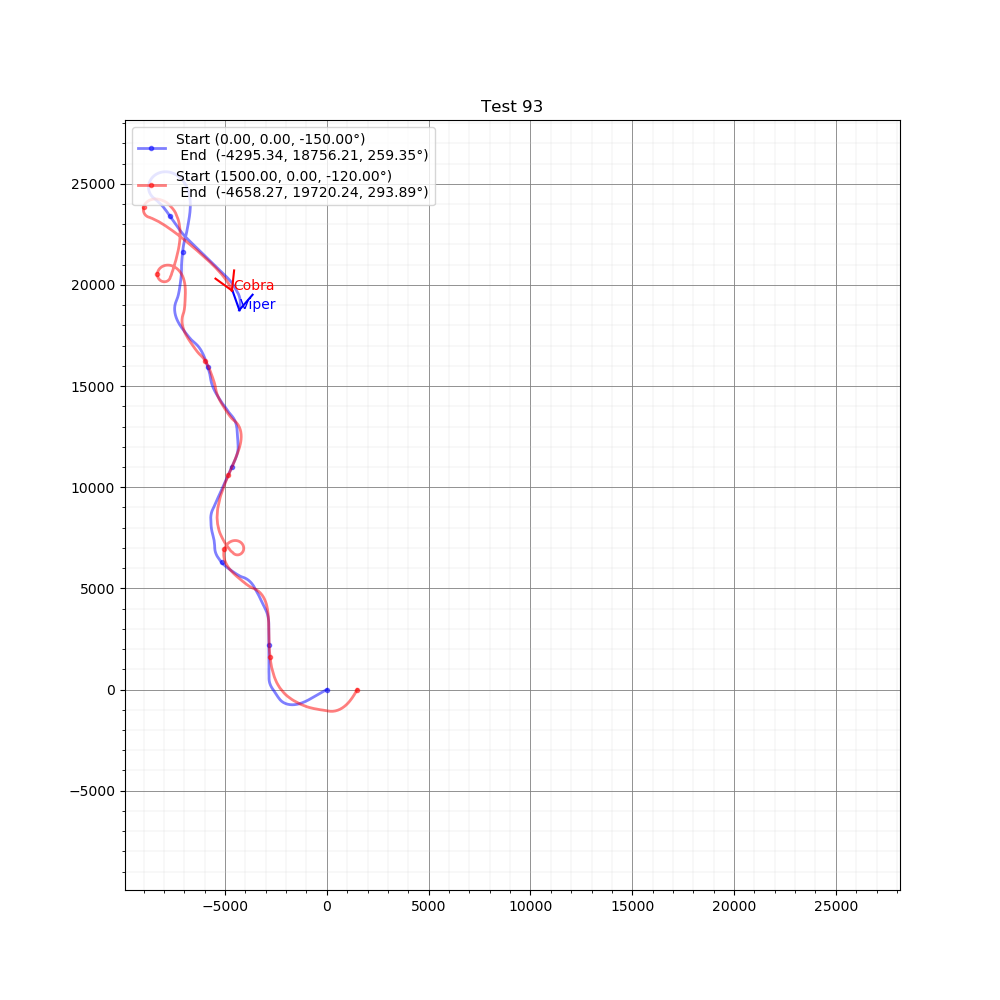 Test 93
Start (0.00, 0.00, -150.00°)
End  (-4295.34, 18756.21, 259.35°)
Start (1500.00, 0.00, -120.00°)
End  (-4658.27, 19720.24, 293.89°)
25000
20000
15000
10000
5000
0
−5000
Cobra
Viper
−5000
0
5000
10000
15000
20000
25000